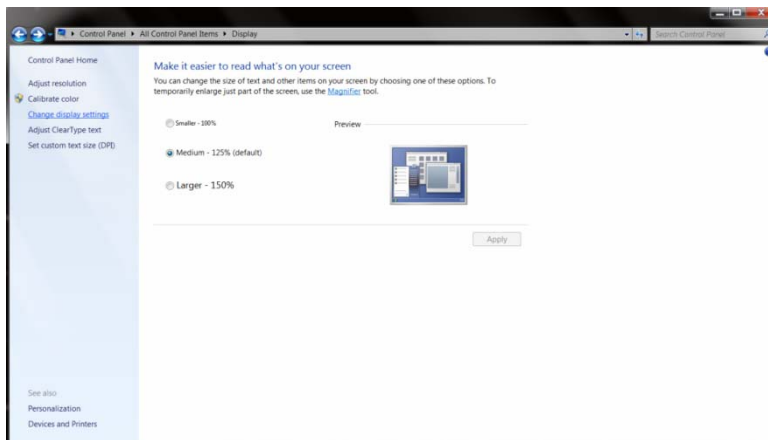 Control Panel ▸ All Control Panel Items ▸ Display
Search Control Panel
Control Panel Home
Adjust resolution
Calibrate color
Change display settings
Adjust ClearType text
Set custom text size (DPI)
See also
Personalization
Devices and Printers
Make it easier to read what's on your screen
You can change the size of text and other items on your screen by choosing one of these options. To
temporarily enlarge just part of the screen, use the Magnifier tool.
Smaller - 100%
Preview
Medium - 125% (default)
Larger - 150%
Apply